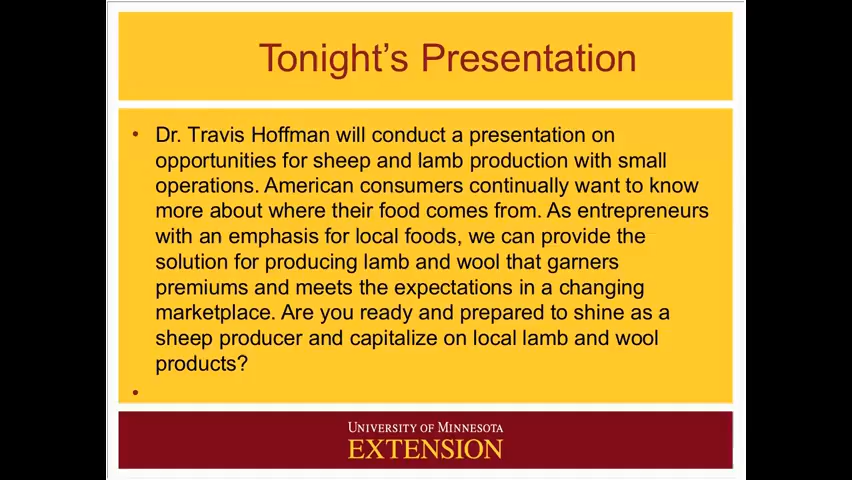 Tonight’s Presentation
• Dr. Travis Hoffman will conduct a presentation on
opportunities for sheep and lamb production with small
operations. American consumers continually want to know
more about where their food comes from. As entrepreneurs
with an emphasis for local foods, we can provide the
solution for producing lamb and wool that garners
premiums and meets the expectations in a changing
marketplace. Are you ready and prepared to shine as a
sheep producer and capitalize on local lamb and wool
products?
•
UNIVERSITY OF MINNESOTA
EXTENSION